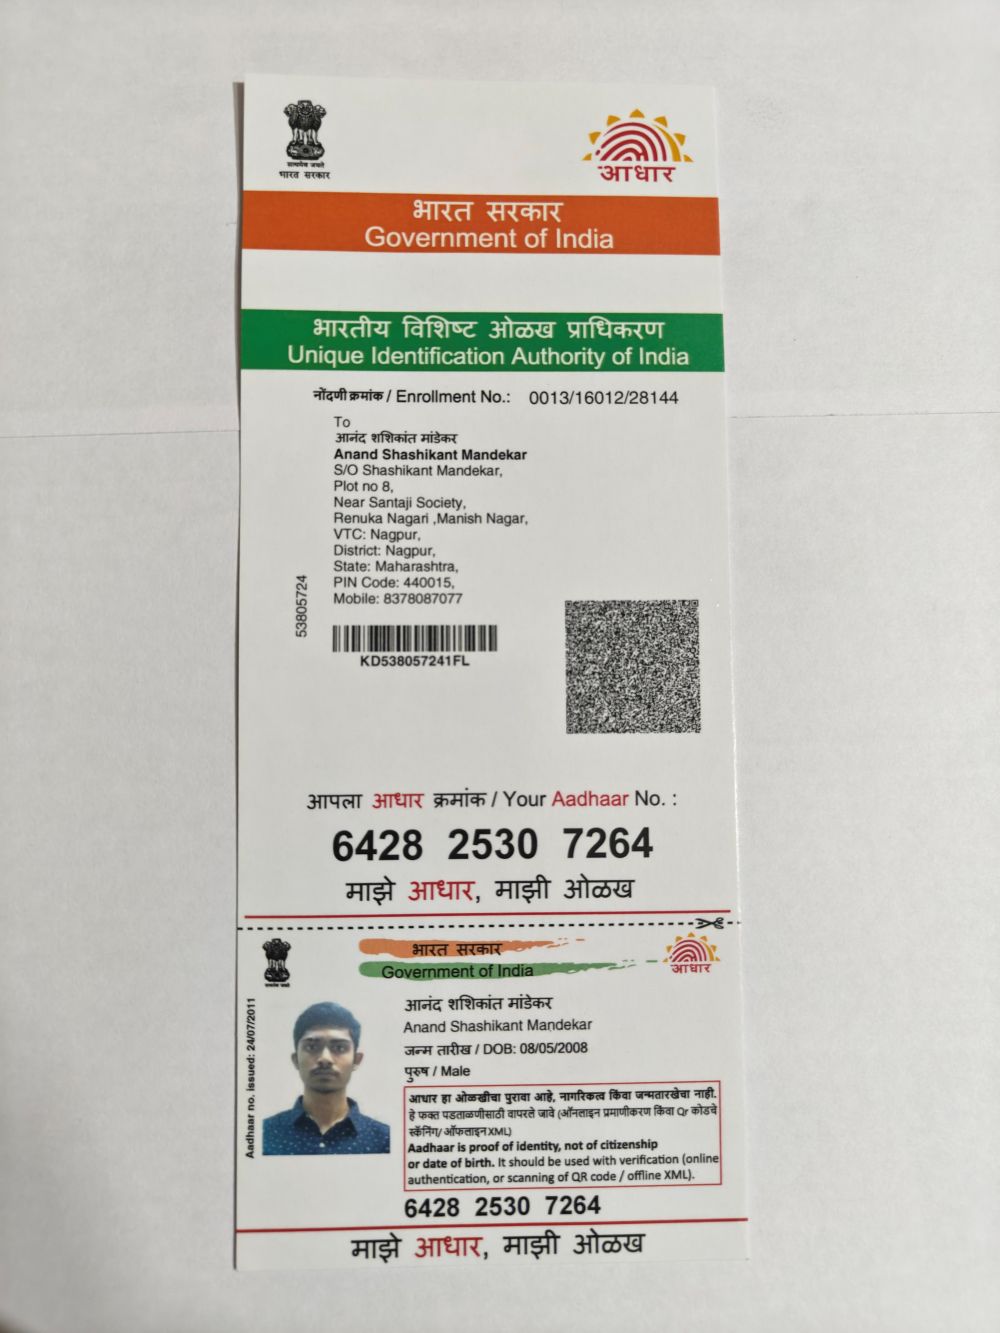 सत्यमेव जयते
भारत सरकार
आधार
भारत सरकार
Government of India
भारतीय विशिष्ट ओळख प्राधिकरण
Unique Identification Authority of India
नोंदणी क्रमांक / Enrollment No.: 0013/16012/28144
To
आनंद शशिकांत मांडेकर
Anand Shashikant Mandekar
S/O Shashikant Mandekar,
Plot no 8,
Near Santaji Society,
Renuka Nagari ,Manish Nagar,
VTC: Nagpur,
District: Nagpur,
State: Maharashtra,
PIN Code: 440015,
Mobile: 8378087077
53805724
KD538057241FL
आपला आधार क्रमांक / Your Aadhaar No. :
6428 2530 7264
माझे आधार, माझी ओळख
भारत सरकार
Government of India
आधार
सत्यमेव जयते
Aadhaar no. issued: 24/07/2011
आनंद शशिकांत मांडेकर
Anand Shashikant Mandekar
जन्म तारीख / DOB: 08/05/2008
पुरुष / Male
आधार हा ओळखीचा पुरावा आहे, नागरिकत्व किंवा जन्मतारखेचा नाही.
हे फक्त पडताळणीसाठी वापरले जावे (ऑनलाइन प्रमाणीकरण किंवा Qr कोडचे
स्कॅनिंग/ ऑफलाइन XML)
Aadhaar is proof of identity, not of citizenship
or date of birth. It should be used with verification (online
authentication, or scanning of QR code / offline XML).
6428 2530 7264
माझे आधार, माझी ओळख